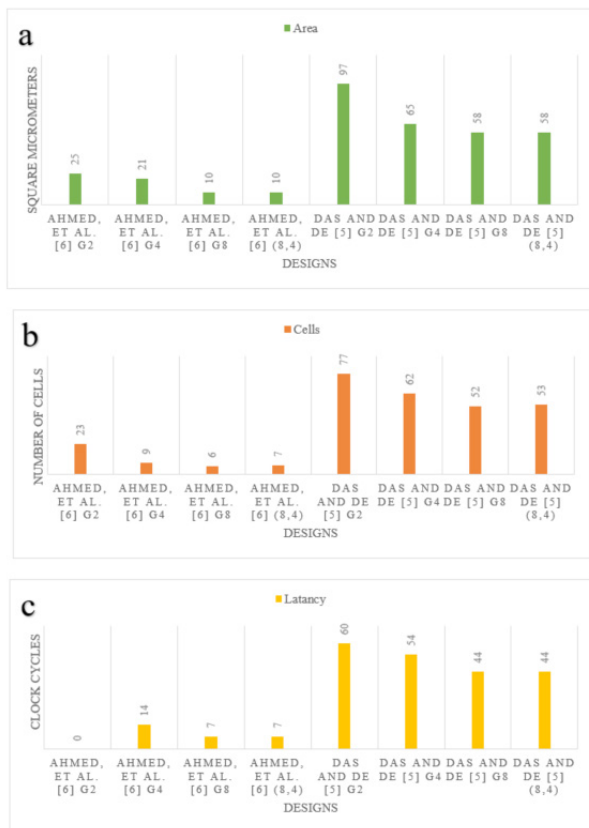 a
Area
SQUARE MICROMETERS
25
21
10
10
97
65
58
58
AHMED, ET AL. [6] G2
AHMED, ET AL. [6] G4
AHMED, ET AL. [6] G8
AHMED, ET AL. [6] (8,4)
DAS AND DE [5] G2
DAS AND DE [5] G4
DAS AND DE [5] G8
DAS AND DE [5] (8,4)
DESIGNS
b
Cells
NUMBER OF CELLS
23
9
6
7
77
62
52
53
AHMED, ET AL. [6] G2
AHMED, ET AL. [6] G4
AHMED, ET AL. [6] G8
AHMED, ET AL. [6] (8,4)
DAS AND DE [5] G2
DAS AND DE [5] G4
DAS AND DE [5] G8
DAS AND DE [5] (8,4)
DESIGNS
c
Latancy
CLOCK CYCLES
0
14
7
7
60
54
44
44
AHMED, ET AL. [6] G2
AHMED, ET AL. [6] G4
AHMED, ET AL. [6] G8
AHMED, ET AL. [6] (8,4)
DAS AND DE [5] G2
DAS AND DE [5] G4
DAS AND DE [5] G8
DAS AND DE [5] (8,4)
DESIGNS